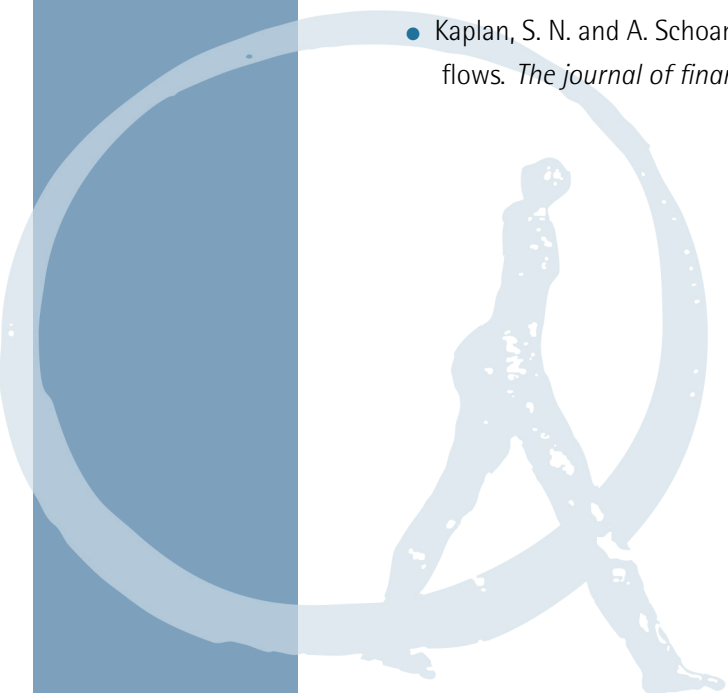 Kaplan, S. N. and A. Schoar
flows. The journal of finan